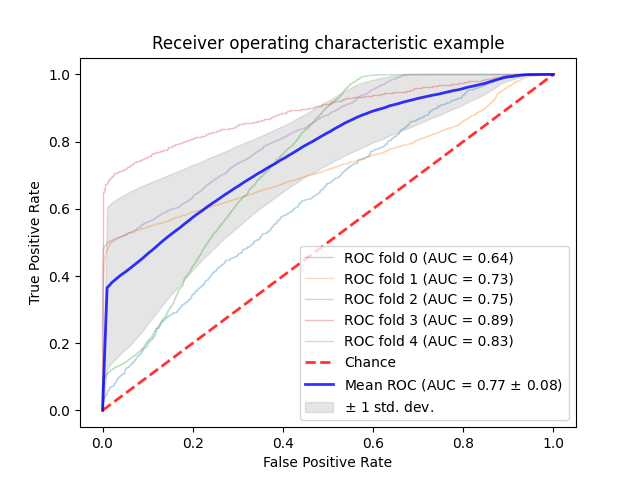 Receiver operating characteristic example
True Positive Rate
1.0
0.8
0.6
0.4
0.2
0.0
ROC fold 0 (AUC = 0.64)
ROC fold 1 (AUC = 0.73)
ROC fold 2 (AUC = 0.75)
ROC fold 3 (AUC = 0.89)
ROC fold 4 (AUC = 0.83)
Chance
Mean ROC (AUC = 0.77 ± 0.08)
± 1 std. dev.
0.0 0.2 0.4 0.6 0.8 1.0
False Positive Rate